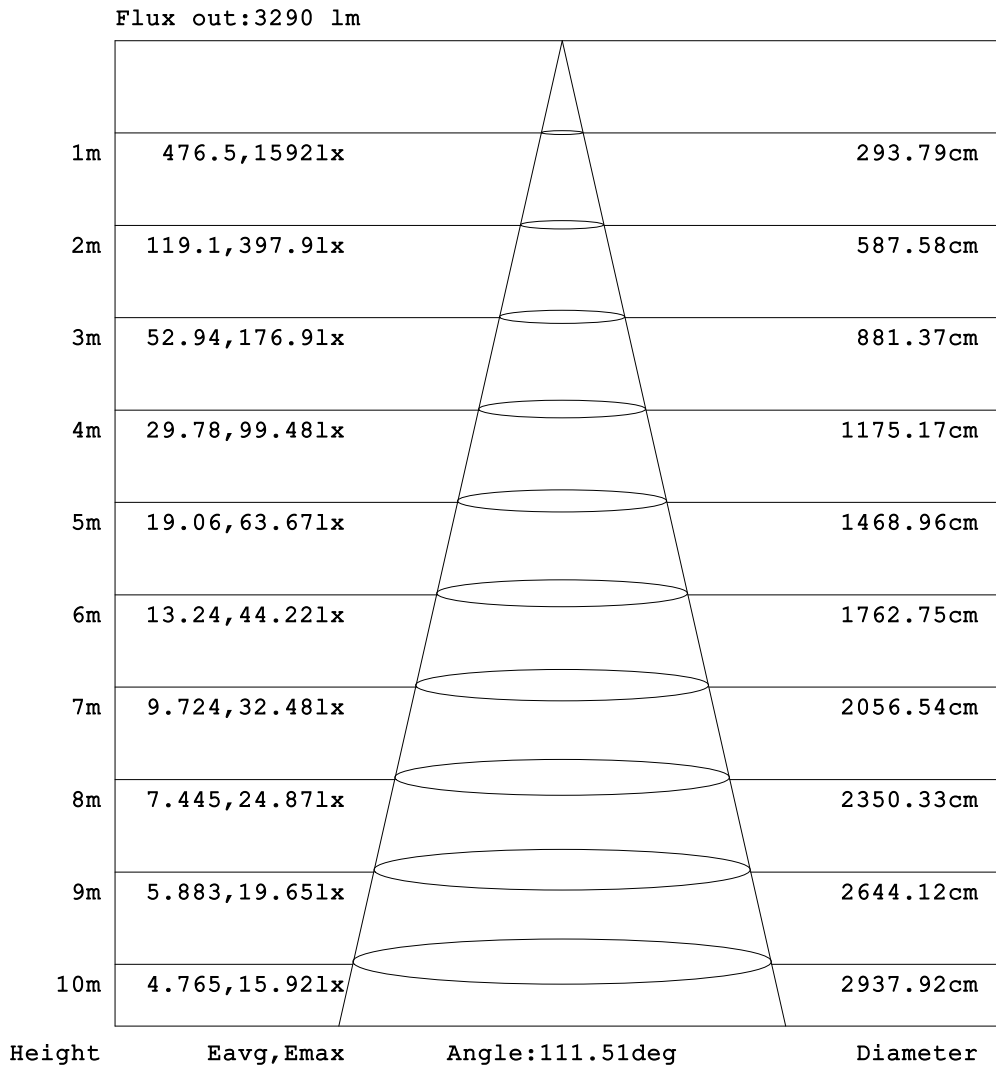 Flux out:3290 lm
1m 476.5,1592lx 293.79cm
2m 119.1,397.9lx 587.58cm
3m 52.94,176.9lx 881.37cm
4m 29.78,99.48lx 1175.17cm
5m 19.06,63.67lx 1468.96cm
6m 13.24,44.22lx 1762.75cm
7m 9.724,32.48lx 2056.54cm
8m 7.445,24.87lx 2350.33cm
9m 5.883,19.65lx 2644.12cm
10m 4.765,15.92lx 2937.92cm
Height Eavg,Emax Angle:111.51deg Diameter